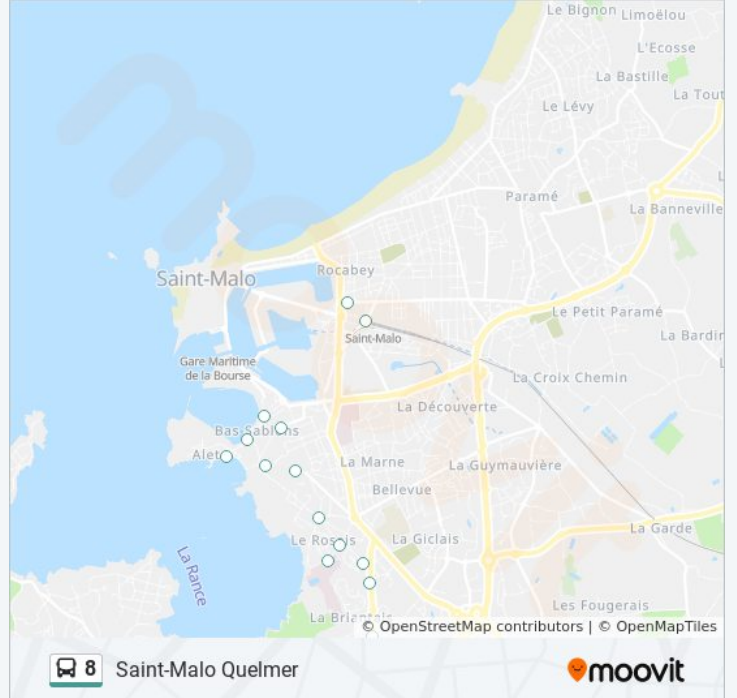 Le Bignon
Limoëlou
L'Ecosse
La Bastille
La Tout
Le Lévy
Paramé
La Banneville
Rocabey
Saint-Malo
Le Petit Paramé
Saint-Malo
La Bardin
Gare Maritime
de la Bourse
La Croix Chemin
La Découverte
Bas-Sablons
Alet
La Marne
La Guymauvière
Bellevue
La Garde
Le Rosais
La Giclais
La Rance
Les Fougerais
La Briantais
© OpenStreetMap contributors | © OpenMapTiles
8 Saint-Malo Quelmer
moovit